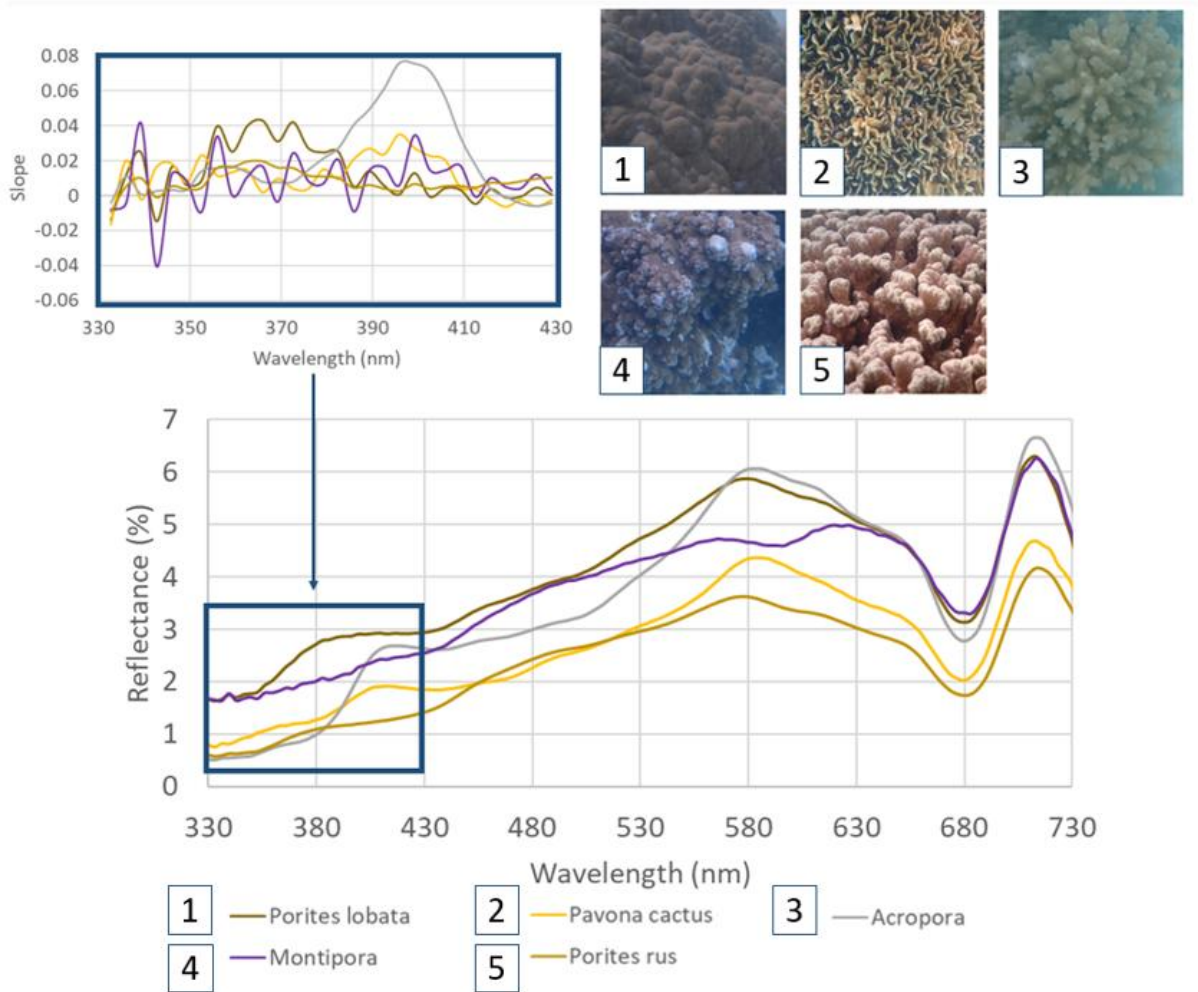 0.08
0.06
0.04
0.02
0
-0.02
-0.04
-0.06
Slope
330 350 370 390 410 430
Wavelength (nm)
1
2
3
4
5
7
6
5
4
3
2
1
0
Reflectance (%)
330 380 430 480 530 580 630 680 730
Wavelength (nm)
1 Porites lobata 2 Pavona cactus 3 Acropora
4 Montipora 5 Porites rus